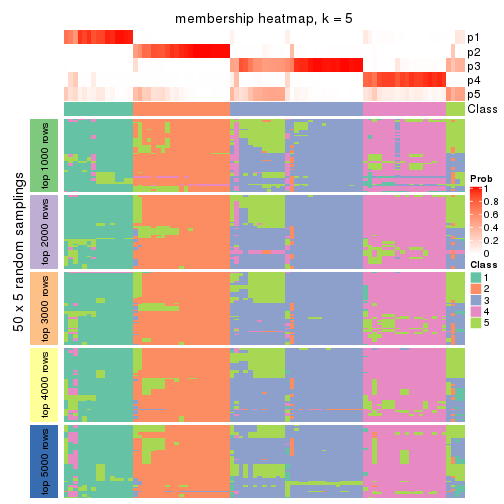 membership heatmap, k = 5
p1
p2
p3
p4
p5
Class
50 x 5 random samplings
top 1000 rows
top 2000 rows
top 3000 rows
top 4000 rows
top 5000 rows
Prob
1
0.8
0.6
0.4
0.2
0
Class
1
2
3
4
5